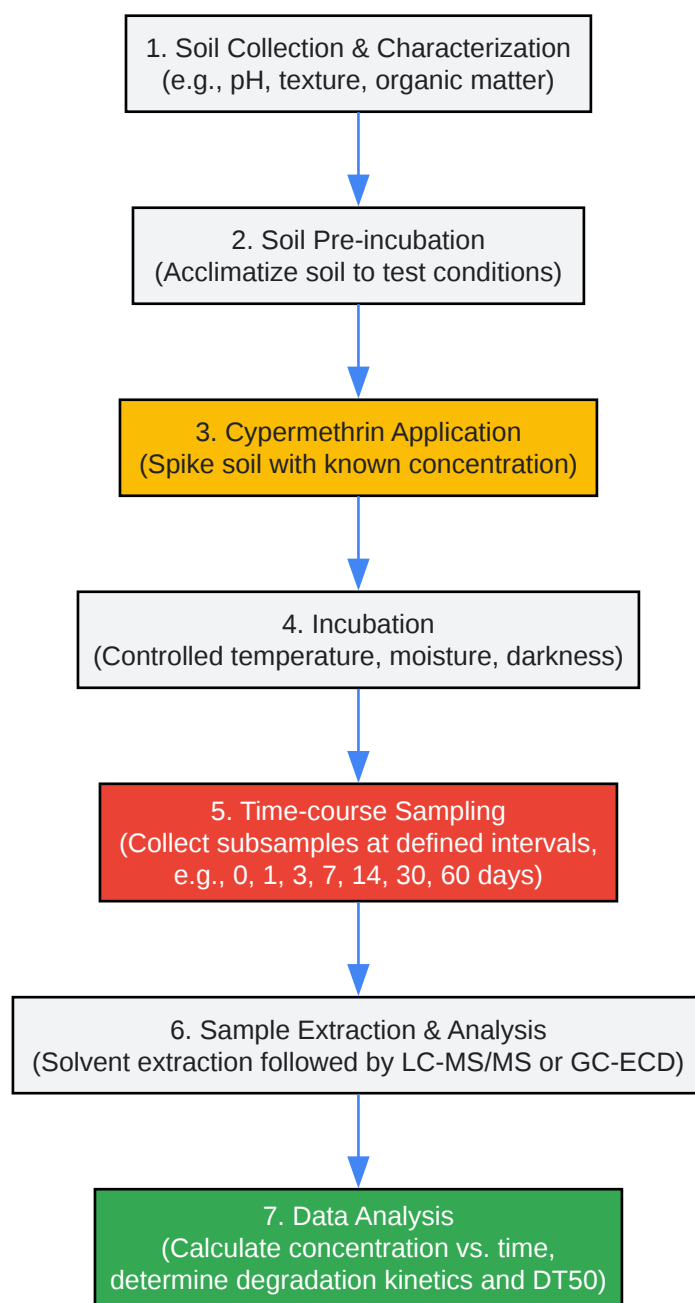 1. Soil Collection & Characterization
(e.g., pH, texture, organic matter)
2. Soil Pre-incubation
(Acclimatize soil to test conditions)
3. Cypermethrin Application
(Spike soil with known concentration)
4. Incubation
(Controlled temperature, moisture, darkness)
5. Time-course Sampling
(Collect subsamples at defined intervals,
e.g., 0, 1, 3, 7, 14, 30, 60 days)
6. Sample Extraction & Analysis
(Solvent extraction followed by LC-MS/MS or GC-ECD)
7. Data Analysis
(Calculate concentration vs. time,
determine degradation kinetics and DT50)